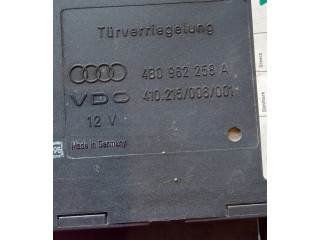 Türverriegelung
4B0 962 258 A
VDO 410.216/006/001
12 V
Made in Germany